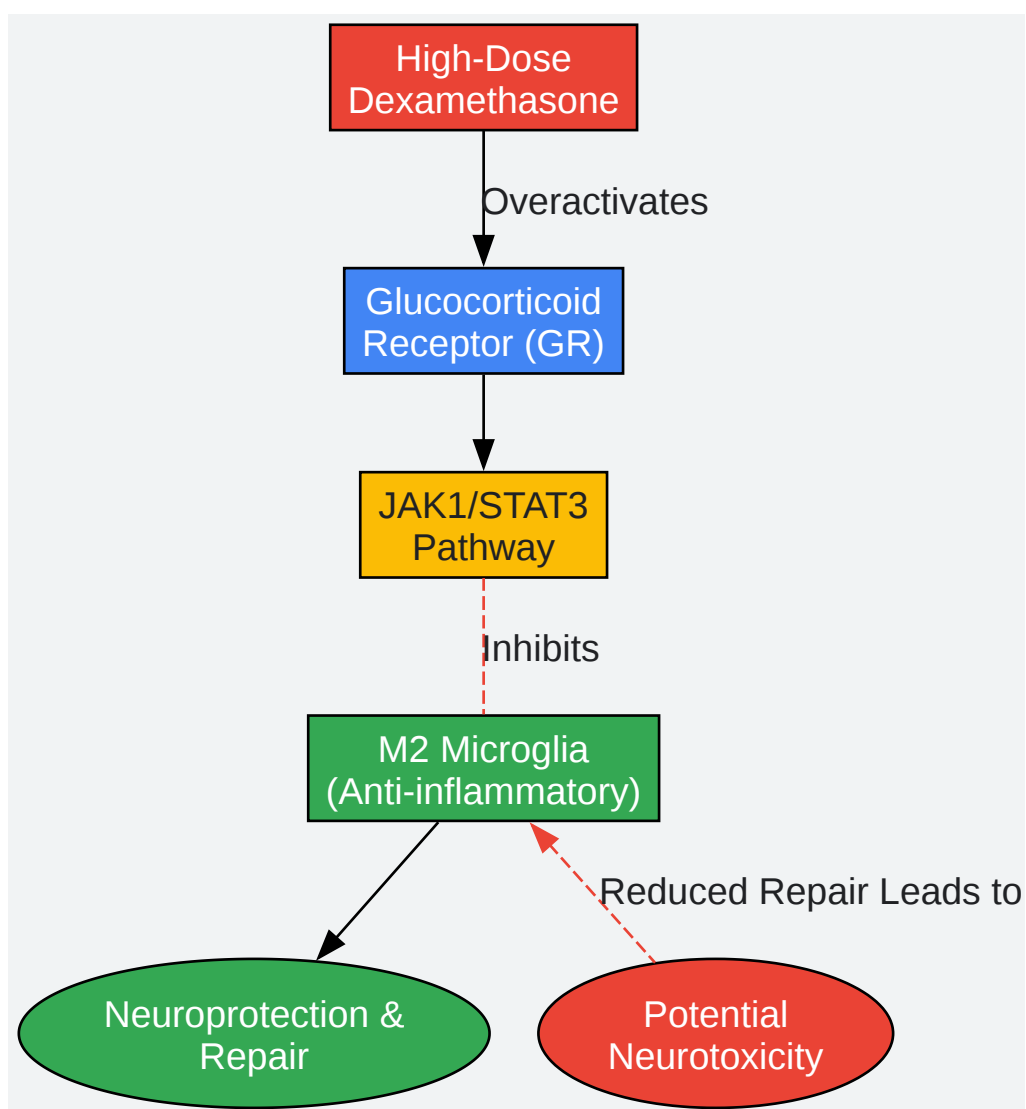 High-Dose
Dexamethasone
Overactivates
Glucocorticoid
Receptor (GR)
JAK1/STAT3
Pathway
Inhibits
M2 Microglia
(Anti-inflammatory)
Reduced Repair Leads to
Neuroprotection &
Repair
Potential
Neurotoxicity